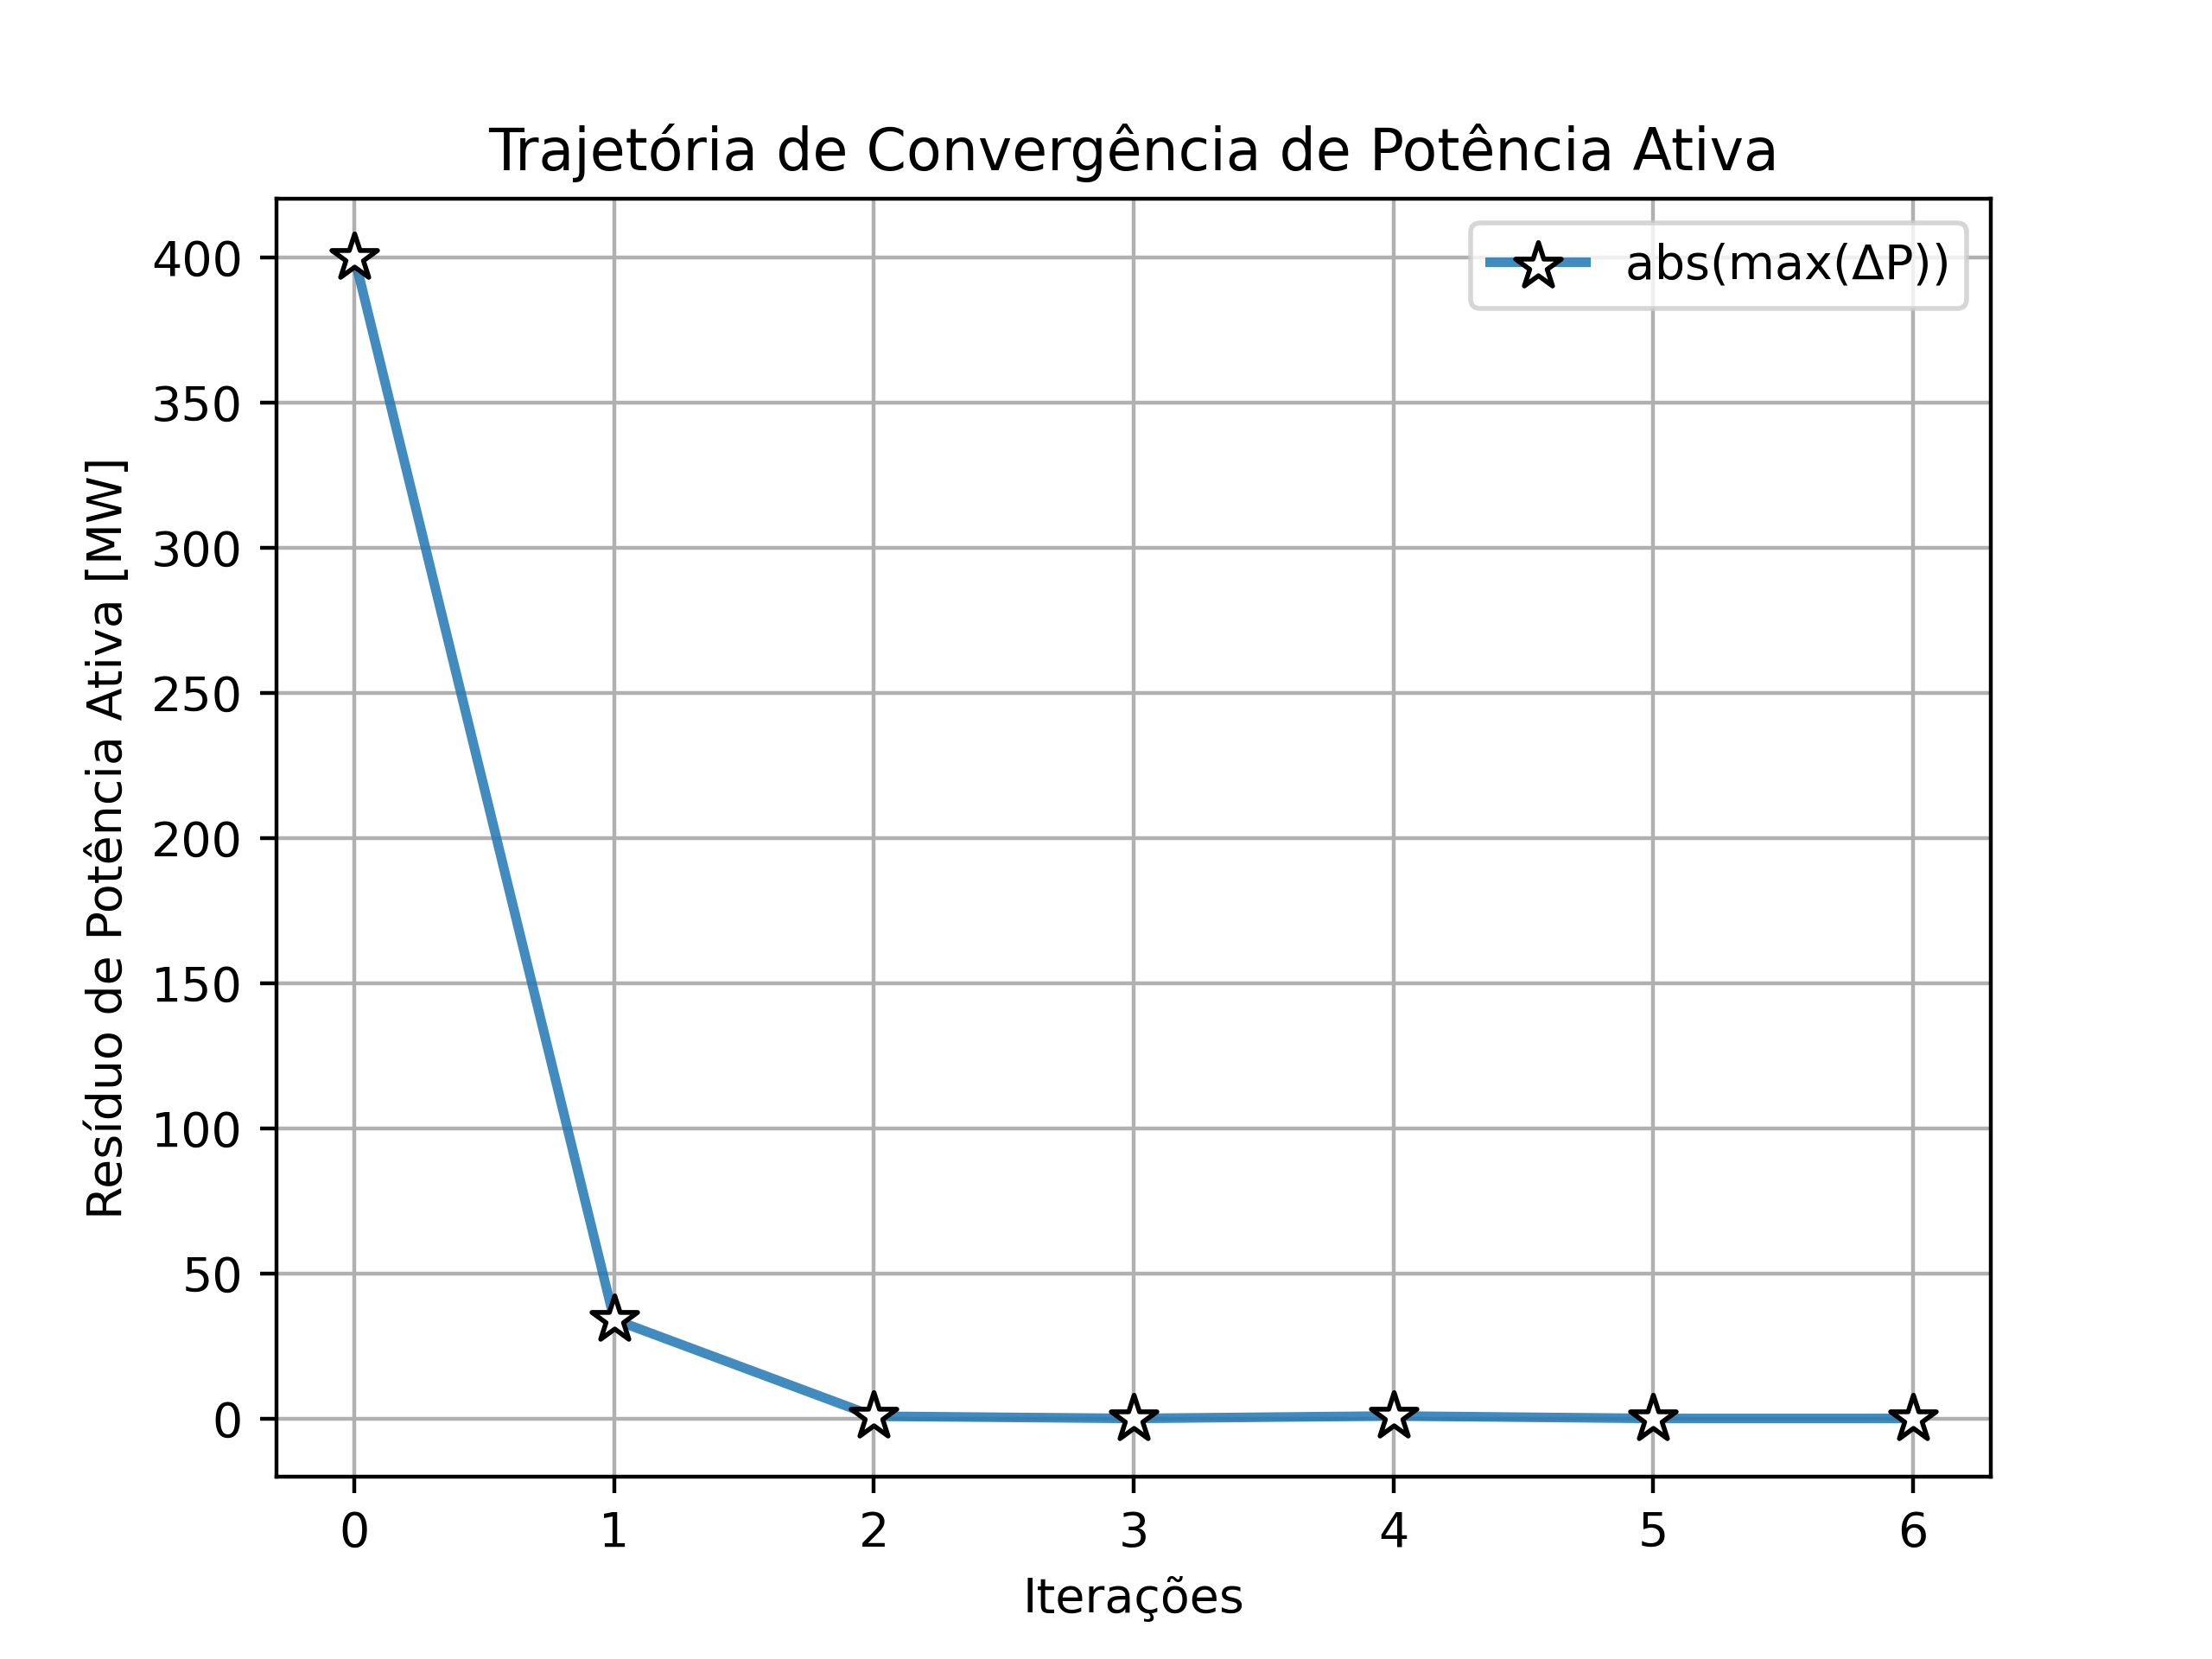 Trajetória de Convergência de Potência Ativa
abs(max(ΔP))
Resíduo de Potência Ativa [MW]
400
350
300
250
200
150
100
50
0
0 1 2 3 4 5 6
Iterações